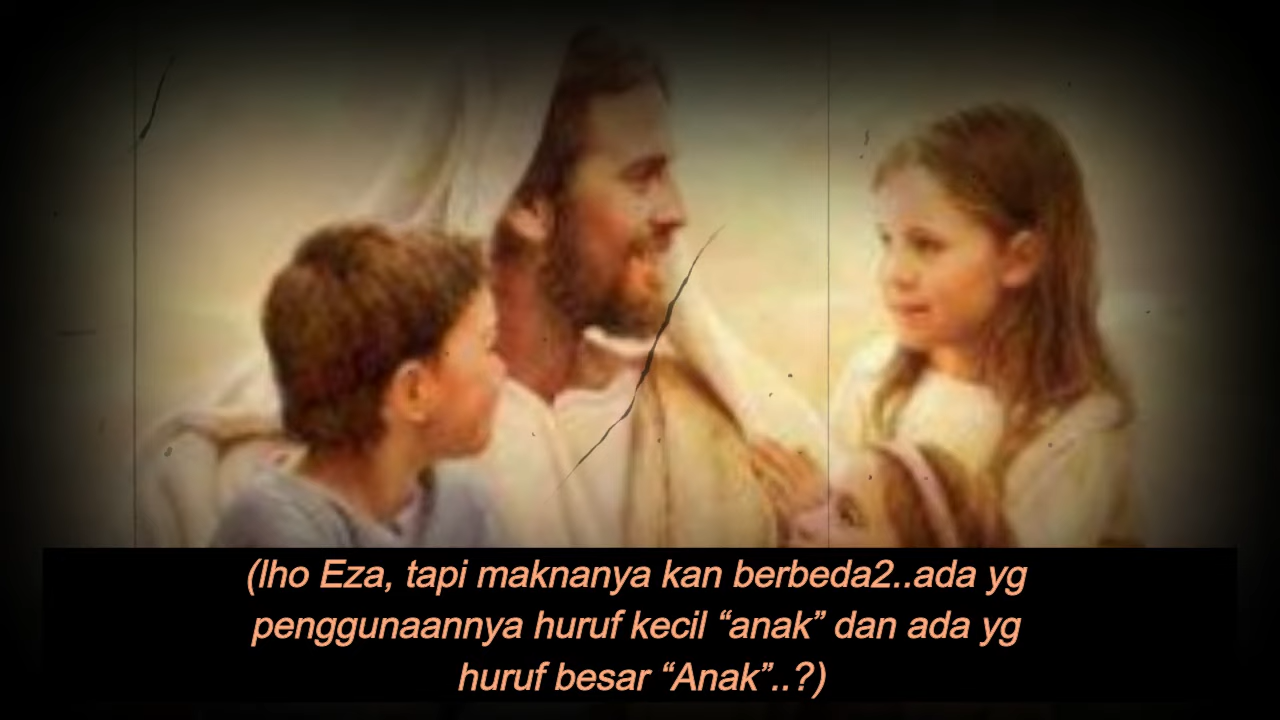 (lho Eza, tapi maknanya kan berbeda2..ada yg
penggunaannya huruf kecil “anak” dan ada yg
huruf besar “Anak”..?)